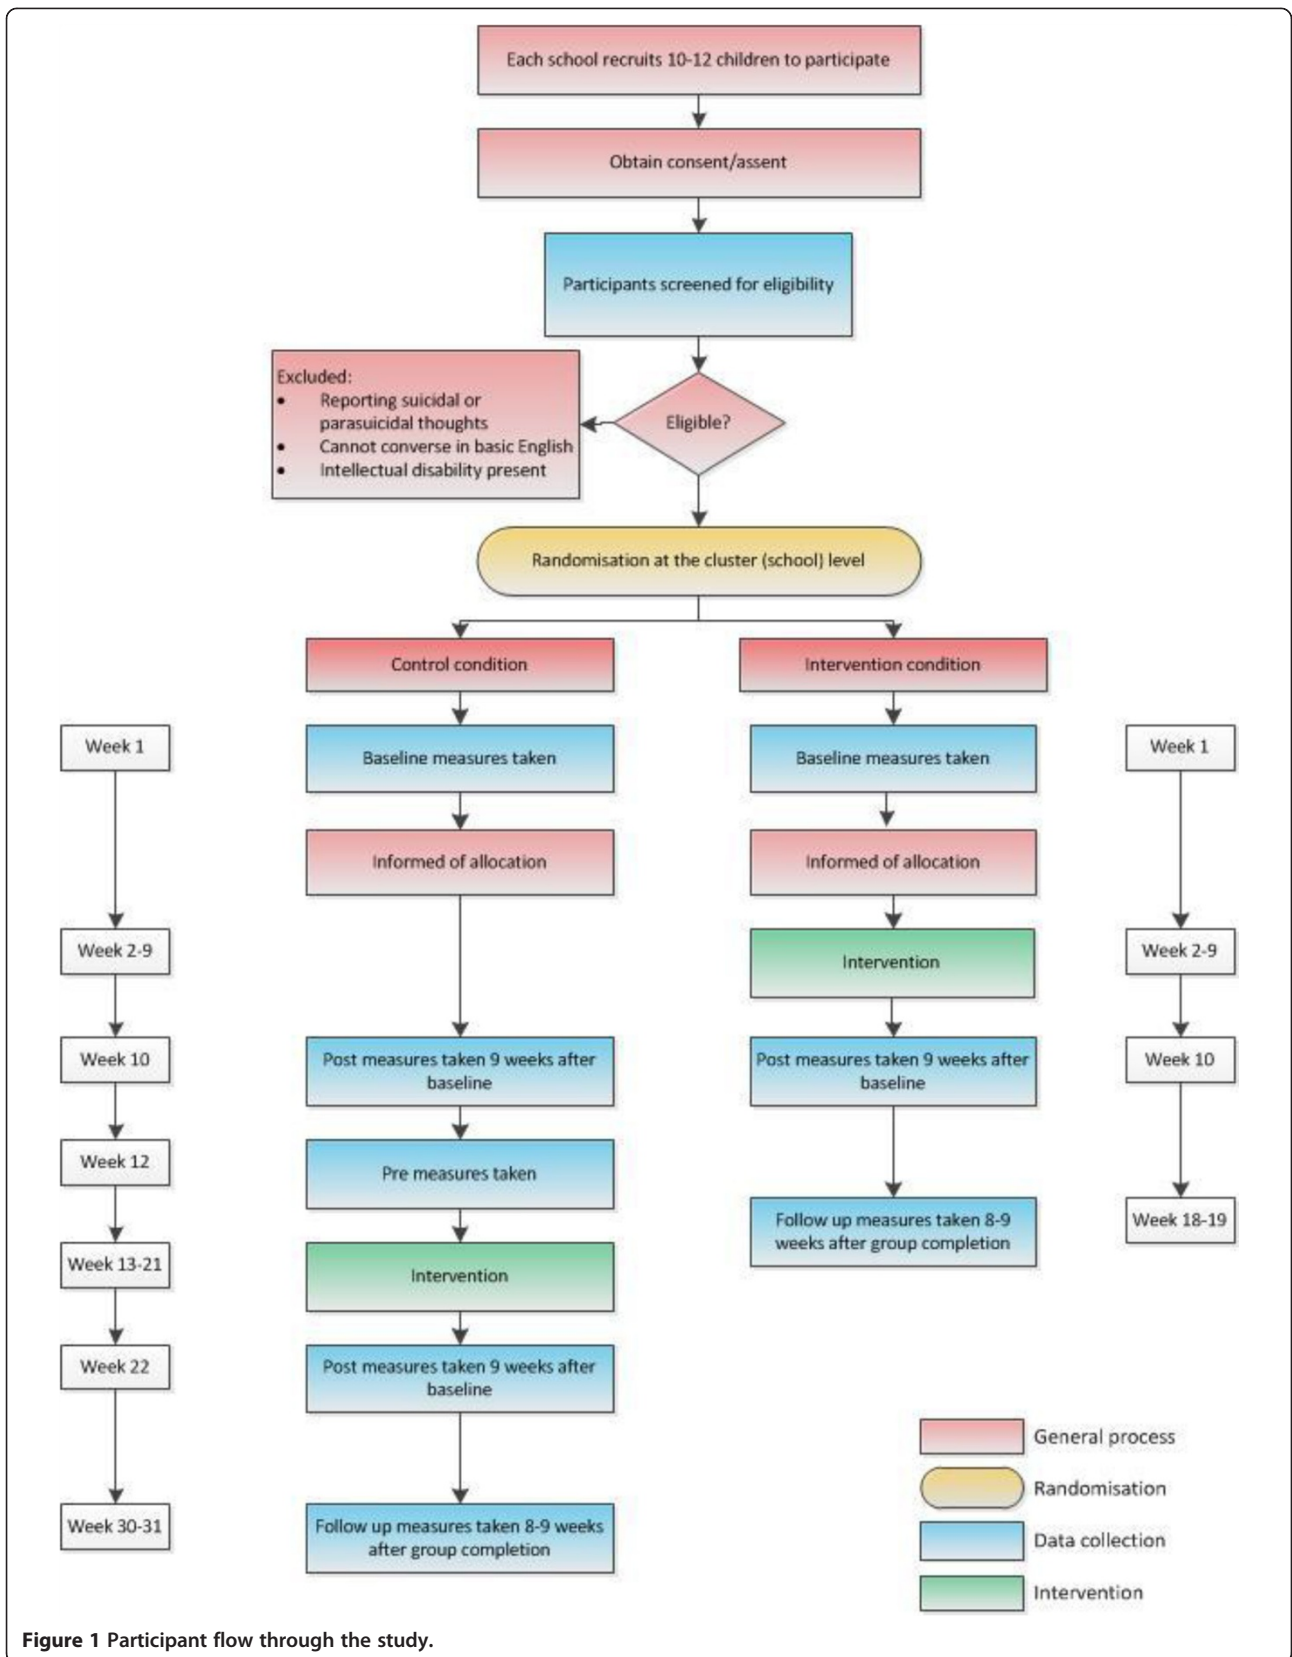 Each school recruits 10-12 children to participate
Obtain consent/assent
Participants screened for eligibility
Excluded:
• Reporting suicidal or
parasuicidal thoughts
• Cannot converse in basic English
• Intellectual disability present
Eligible?
Randomisation at the cluster (school) level
Control condition
Intervention condition
Week 1
Baseline measures taken
Baseline measures taken
Week 1
Informed of allocation
Informed of allocation
Week 2-9
Intervention
Week 2-9
Week 10
Post measures taken 9 weeks after
baseline
Post measures taken 9 weeks after
baseline
Week 10
Week 12
Pre measures taken
Follow up measures taken 8-9
weeks after group completion
Week 18-19
Week 13-21
Intervention
Week 22
Post measures taken 9 weeks after
baseline
Week 30-31
Follow up measures taken 8-9 weeks
after group completion
General process
Randomisation
Data collection
Intervention
Figure 1 Participant flow through the study.